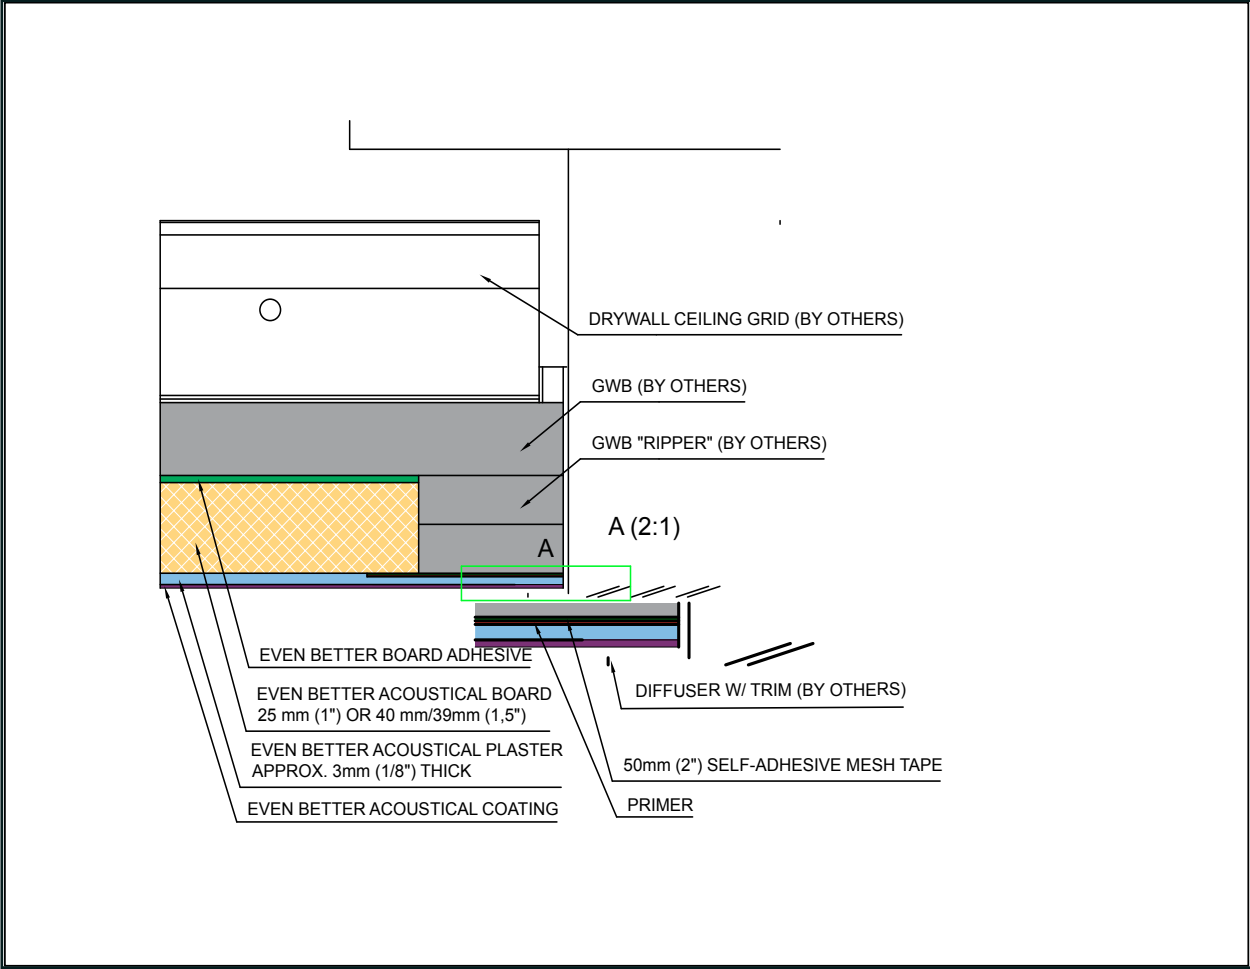 DRYWALL CEILING GRID (BY OTHERS)
GWB (BY OTHERS)
GWB "RIPPER" (BY OTHERS)
A (2:1)
A
EVEN BETTER BOARD ADHESIVE
EVEN BETTER ACOUSTICAL BOARD
25 mm (1") OR 40 mm/39mm (1,5")
EVEN BETTER ACOUSTICAL PLASTER
APPROX. 3mm (1/8") THICK
EVEN BETTER ACOUSTICAL COATING
DIFFUSER W/ TRIM (BY OTHERS)
50mm (2") SELF-ADHESIVE MESH TAPE
PRIMER